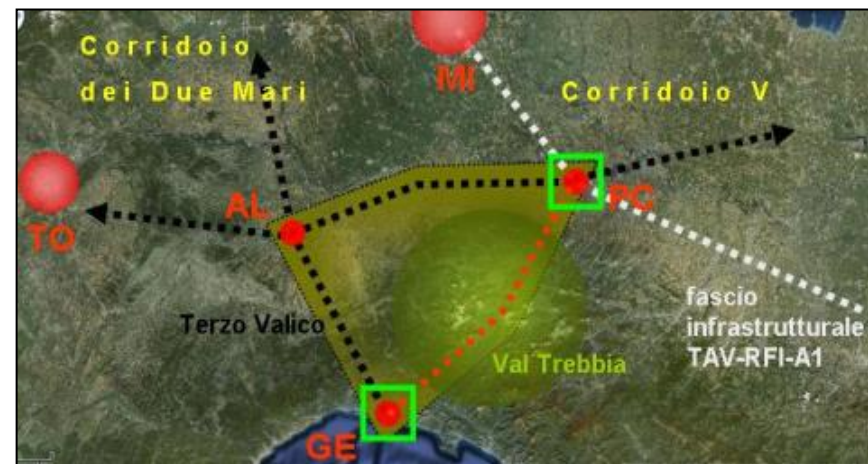 Corridoio
dei Due Mari
MI
Corridoio V
AL
PC
TO
Terzo Valico
fascio
infrastrutturale
TAV-RFI-A1
Val Trebbia
GE